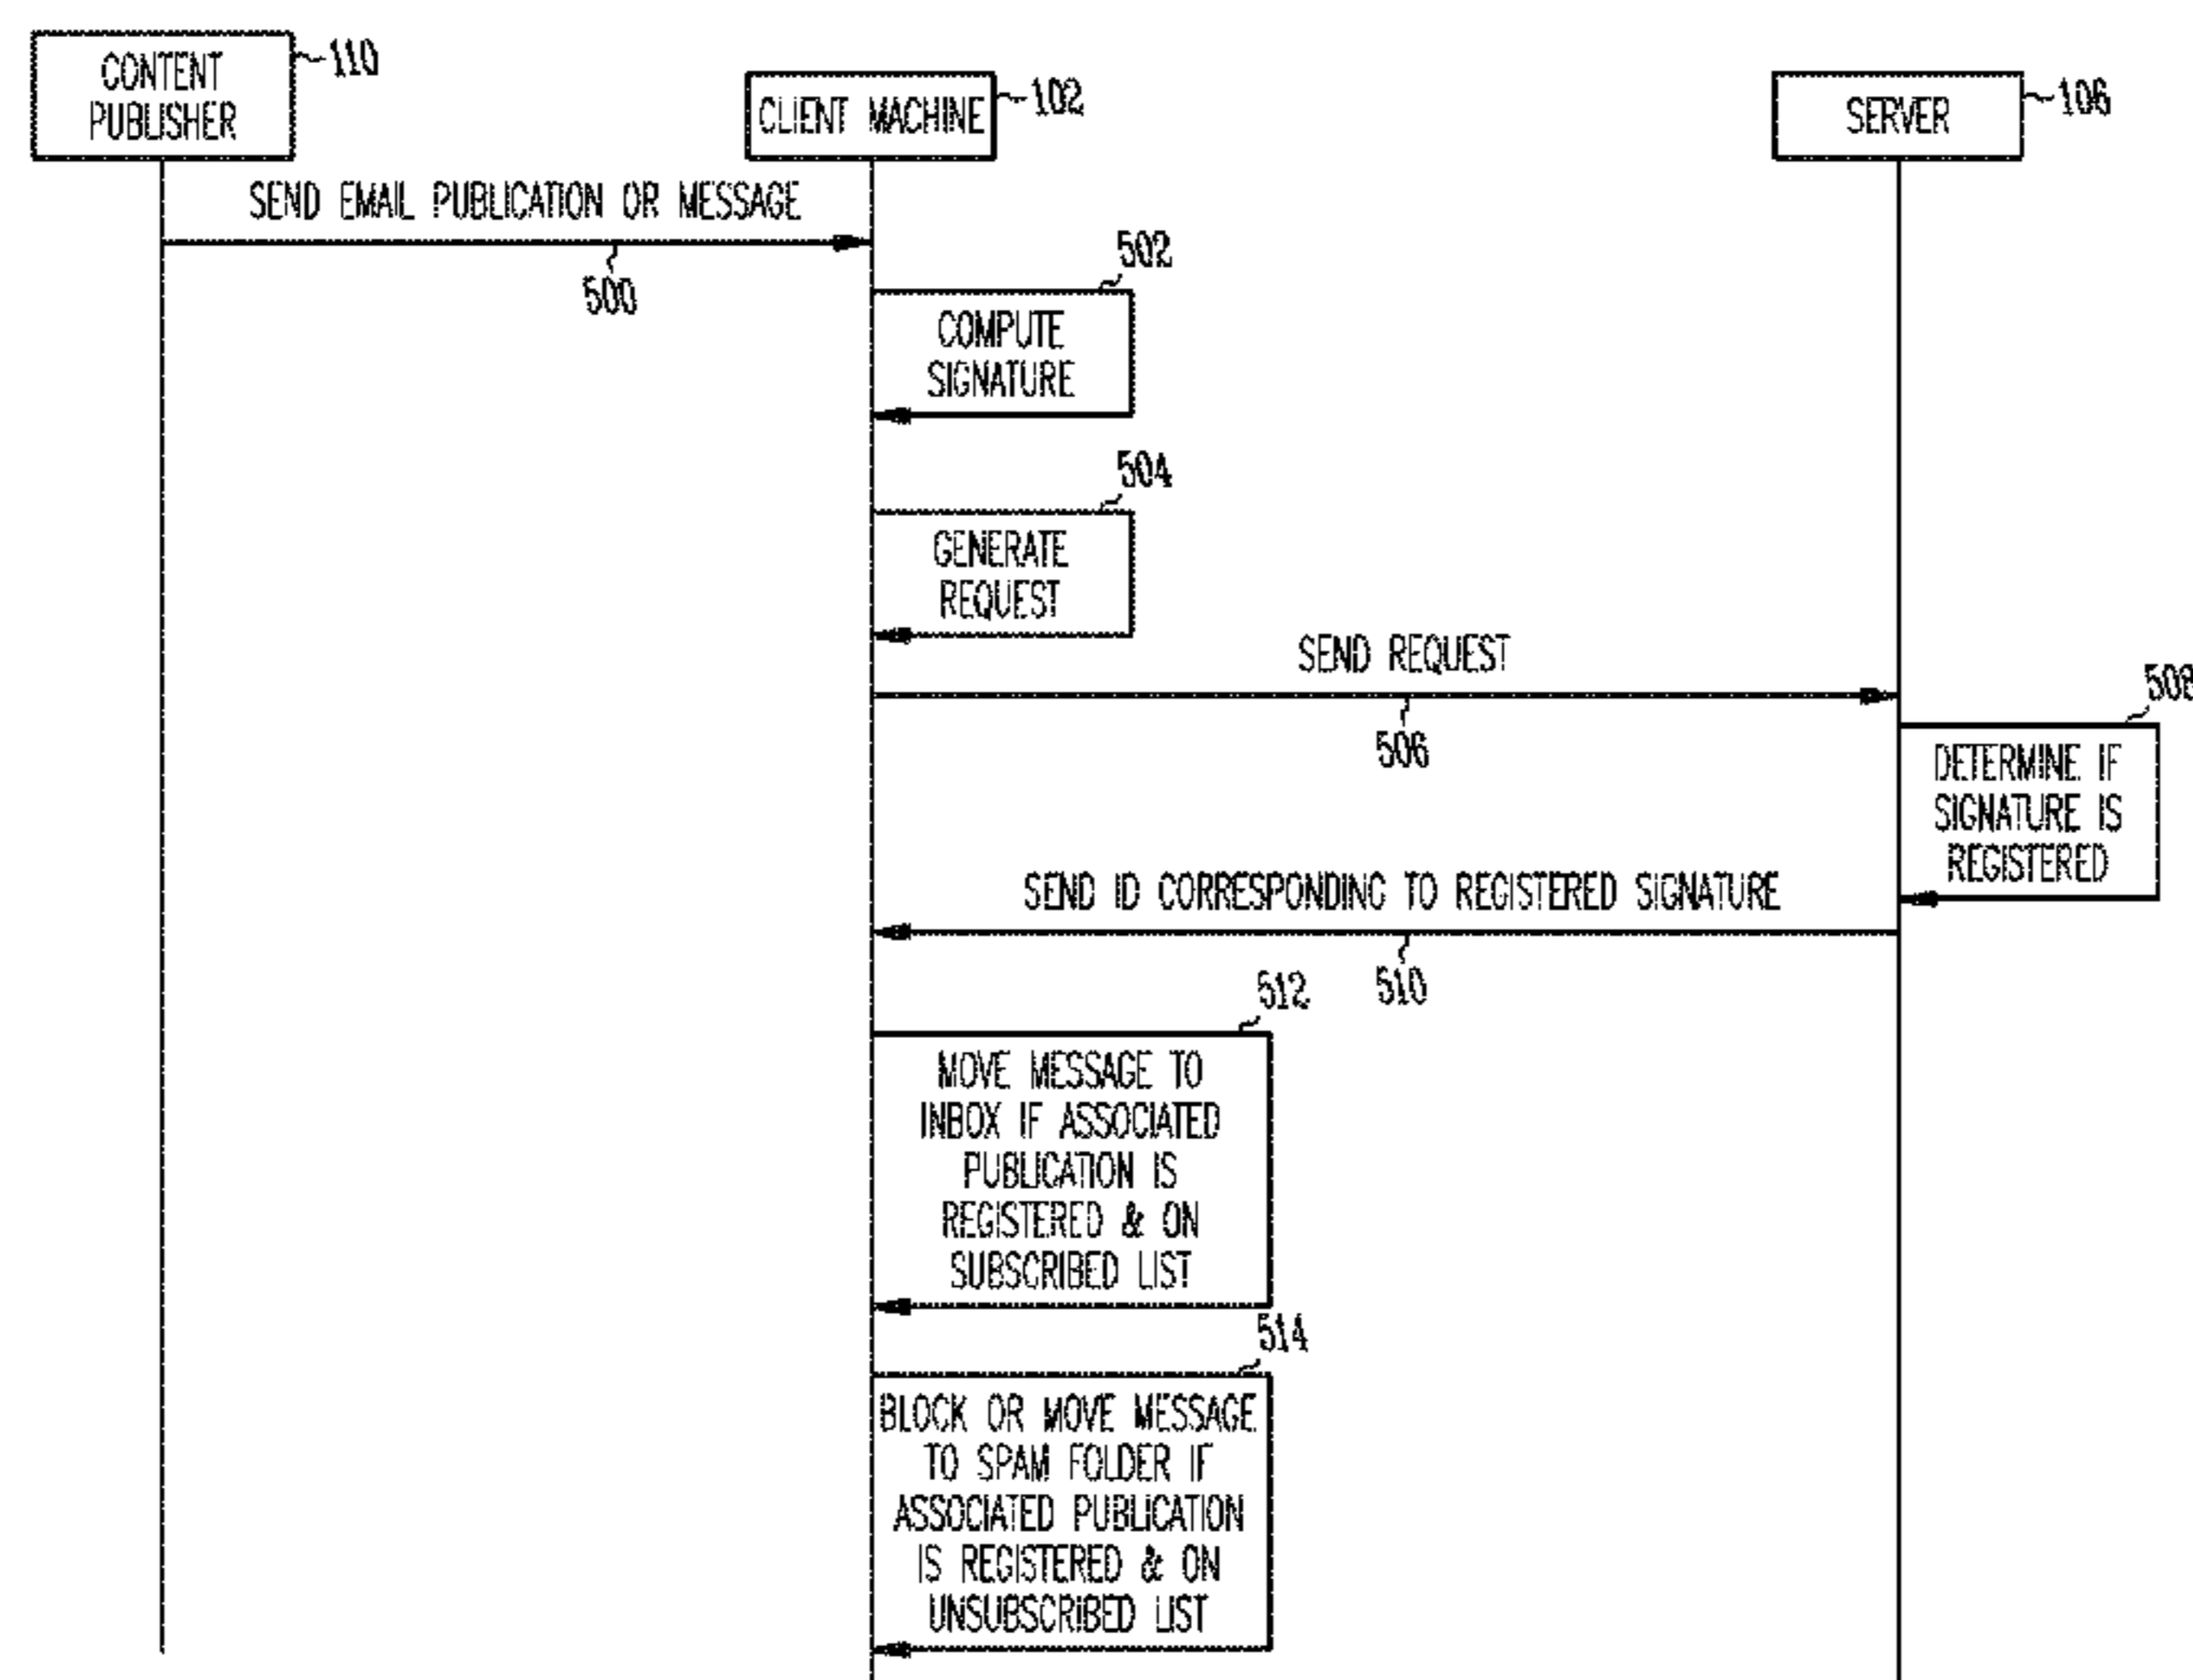 CONTENT
PUBLISHER
110
CLIENT MACHINE
102
SERVER
106
SEND EMAIL PUBLICATION OR MESSAGE
500
502
COMPUTE
SIGNATURE
504
GENERATE
REQUEST
SEND REQUEST
506
508
DETERMINE IF
SIGNATURE IS
REGISTERED
SEND ID CORRESPONDING TO REGISTERED SIGNATURE
510
512
MOVE MESSAGE TO
INBOX IF ASSOCIATED
PUBLICATION IS
REGISTERED & ON
SUBSCRIBED LIST
514
BLOCK OR MOVE MESSAGE
TO SPAM FOLDER IF
ASSOCIATED PUBLICATION
IS REGISTERED & ON
UNSUBSCRIBED LIST